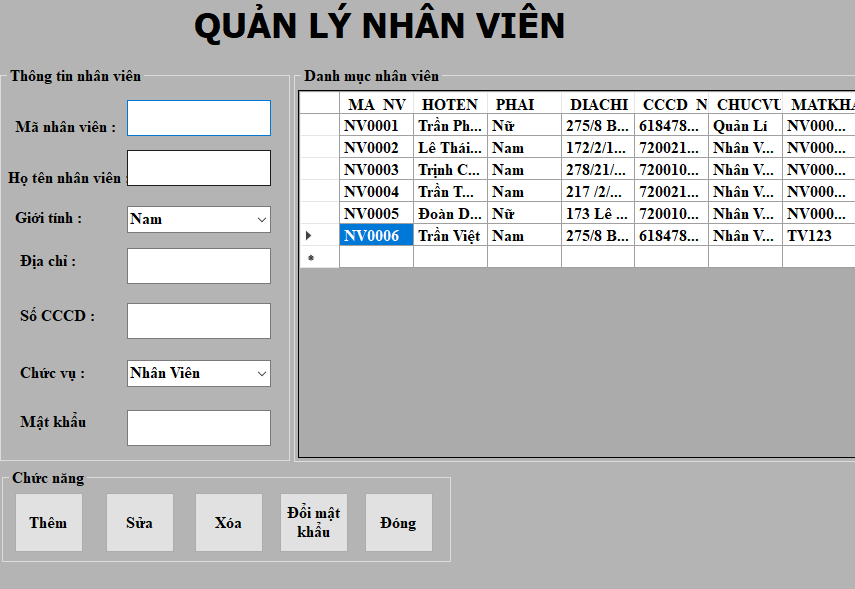 QUẢN LÝ NHÂN VIÊN
Thông tin nhân viên
Mã nhân viên :
Họ tên nhân viên :
Giới tính :
Nam
Địa chỉ :
Số CCCD :
Chức vụ :
Nhân Viên
Mật khẩu
Danh mục nhân viên
MA_NV HOTEN PHAI DIACHI CCCD_N CHUCVU MATKHA
NV0001 Trần Ph... Nữ 275/8 B... 618478... Quản Lí NV000...
NV0002 Lê Thái... Nam 172/2/1... 720021... Nhân V... NV000...
NV0003 Trịnh C... Nam 278/21/... 720010... Nhân V... NV000...
NV0004 Trần T... Nam 217 /2/... 720021... Nhân V... NV000...
NV0005 Đoàn D... Nữ 173 Lê ... 720010... Nhân V... NV000...
NV0006 Trần Việt Nam 275/8 B... 618478... Nhân V... TV123
Chức năng
Thêm
Sửa
Xóa
Đổi mật
khẩu
Đóng